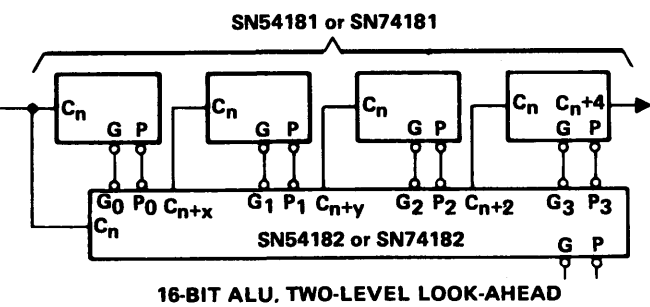 SN54181 or SN74181
Cn Cn Cn Cn Cn+4
G P G P G P G P
G0 P0 Cn+x G1 P1 Cn+y G2 P2 Cn+2 G3 P3
Cn
SN54182 or SN74182
G P
16-BIT ALU, TWO-LEVEL LOOK-AHEAD